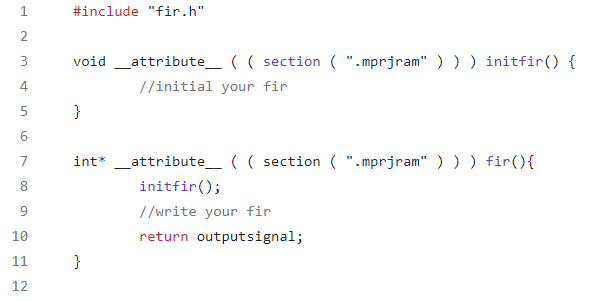 1 #include "fir.h"
2
3 void __attribute__ ( ( section ( ".mprjram" ) ) ) initfir() {
4 //initial your fir
5 }
6
7 int* __attribute__ ( ( section ( ".mprjram" ) ) ) fir(){
8 initfir();
9 //write your fir
10 return outputsignal;
11 }
12